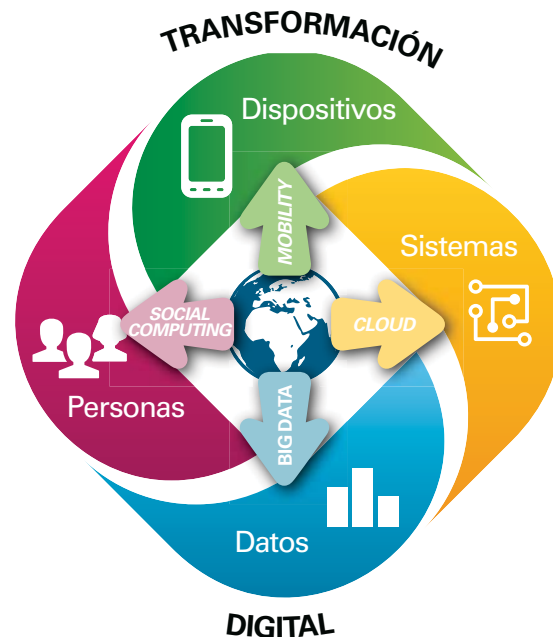 TRANSFORMACIÓN
Dispositivos
MOBILITY
Sistemas
SOCIAL
COMPUTING
CLOUD
Personas
BIG DATA
Datos
DIGITAL